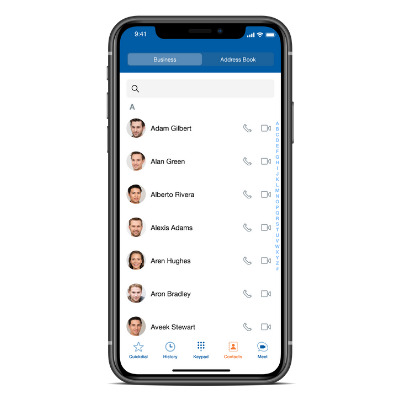 9:41
Business Address Book
A
Adam Gilbert
Alan Green
Alberto Rivera
Alexis Adams
Aren Hughes
Aron Bradley
Aveek Stewart
A
B
C
D
E
F
G
H
I
J
K
L
M
N
O
P
Q
R
S
T
U
V
W
X
Y
Z
#
Quickdial History Keypad Contacts Meet